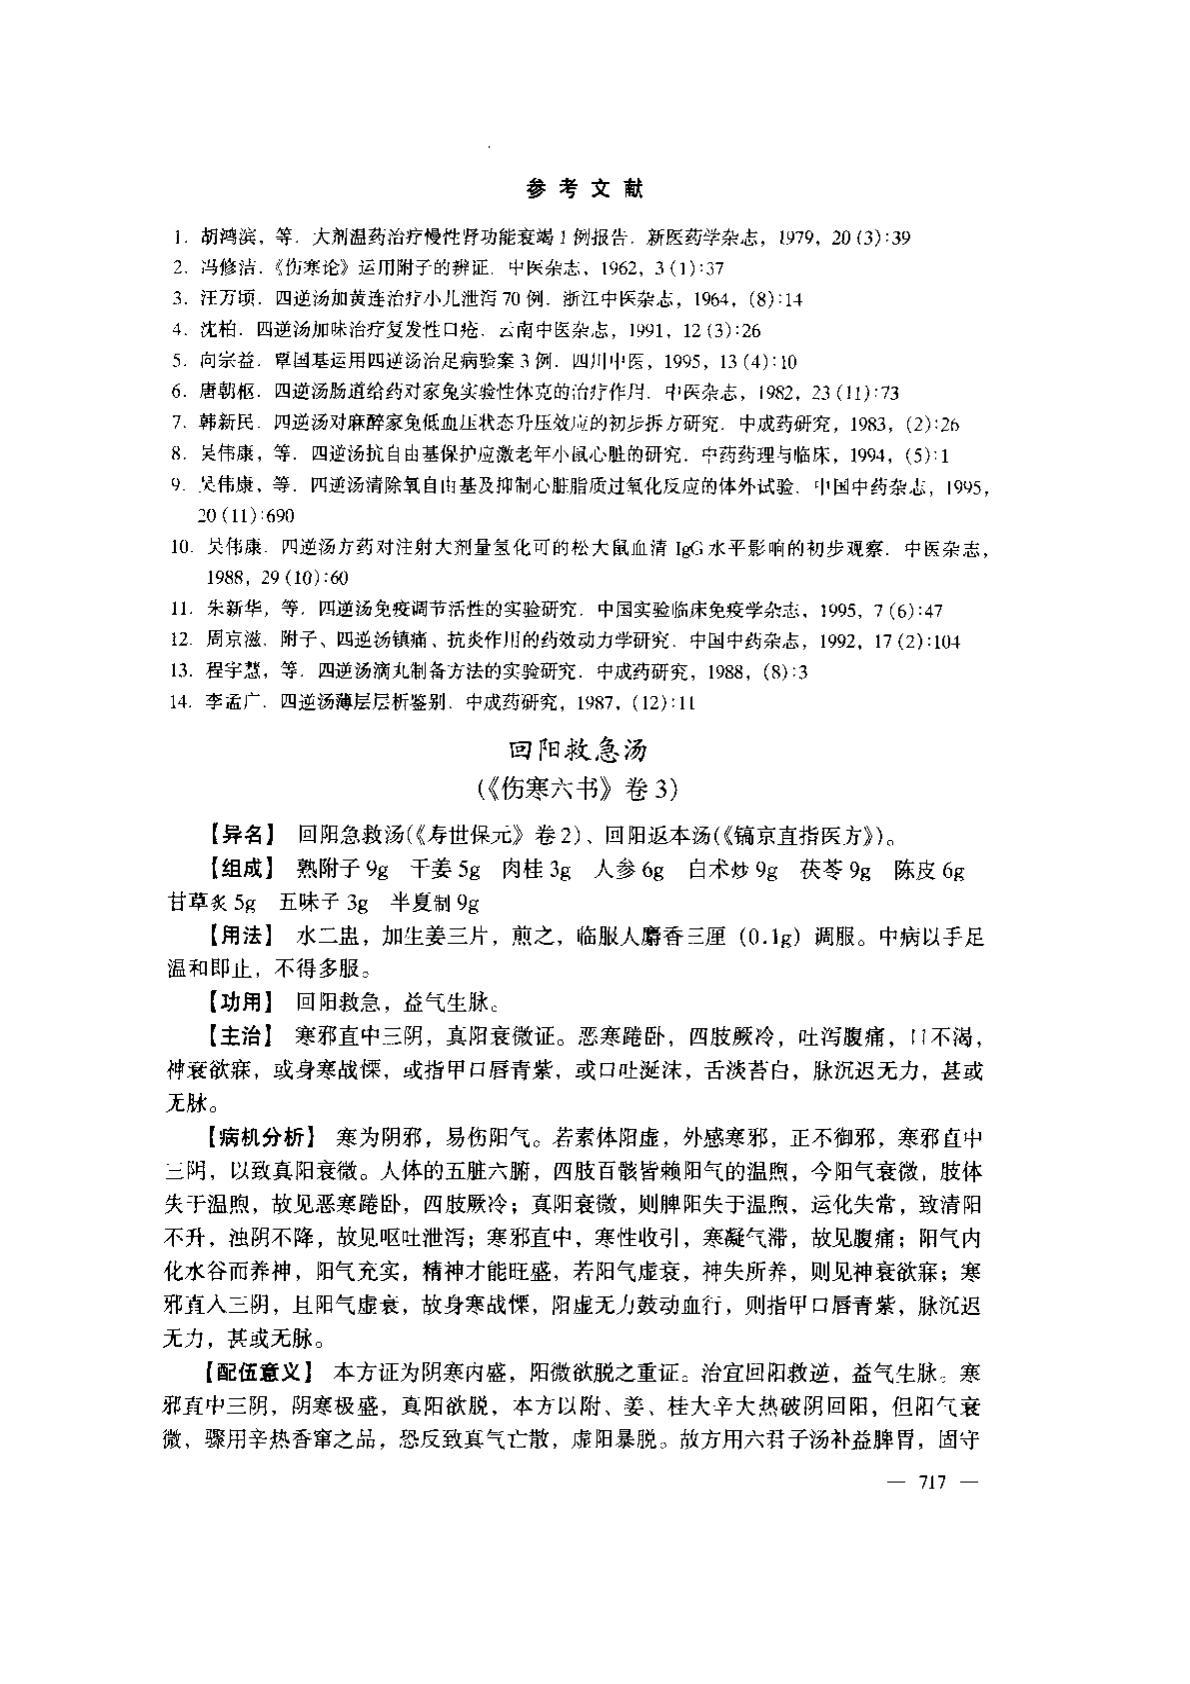 参考文献
1. 胡鸿滨，等．大剂温药治疗慢性肾功能衰竭1例报告．新医药学杂志，1979，20(3):39
2. 冯修洁．《伤寒论》运用附子的辨证．中医杂志，1962，3(1):37
3. 汪万顷．四逆汤加黄连治疗小儿泄泻70例．浙江中医杂志，1964，(8):14
4. 沈柏．四逆汤加味治疗复发性口疮．云南中医杂志，1991，12(3):26
5. 向宗益．覃国基运用四逆汤治足病验案3例．四川中医，1995，13(4):10
6. 唐朝枢．四逆汤肠道给药对家兔实验性休克的治疗作用．中医杂志，1982，23(11):73
7. 韩新民．四逆汤对麻醉家兔低血压状态升压效应的初步拆方研究．中成药研究，1983，(2):26
8. 吴伟康，等．四逆汤抗自由基保护应激老年小鼠心脏的研究．中药药理与临床，1994，(5):1
9. 吴伟康，等．四逆汤清除氧自由基及抑制心脏脂质过氧化反应的体外试验．中国中药杂志，1995，
20(11):690
10. 吴伟康．四逆汤方药对注射大剂量氢化可的松大鼠血清IgG水平影响的初步观察．中医杂志，
1988，29(10):60
11. 朱新华，等．四逆汤免疫调节活性的实验研究．中国实验临床免疫学杂志，1995，7(6):47
12. 周京滋．附子、四逆汤镇痛、抗炎作用的药效动力学研究．中国中药杂志，1992，17(2):104
13. 程宇慧，等．四逆汤滴丸制备方法的实验研究．中成药研究，1988，(8):3
14. 李孟广．四逆汤薄层层析鉴别．中成药研究，1987，(12):11
回阳救急汤
(《伤寒六书》卷3)
【异名】 回阳急救汤(《寿世保元》卷2)、回阳返本汤(《镐京直指医方》)。
【组成】 熟附子9g 干姜5g 肉桂3g 人参6g 白术炒9g 茯苓9g 陈皮6g
甘草炙5g 五味子3g 半夏制9g
【用法】 水二盅，加生姜三片，煎之，临服入麝香三厘（0.1g）调服。中病以手足
温和即止，不得多服。
【功用】 回阳救急，益气生脉。
【主治】 寒邪直中三阴，真阳衰微证。恶寒踡卧，四肢厥冷，吐泻腹痛，口不渴，
神衰欲寐，或身寒战慄，或指甲口唇青紫，或口吐涎沫，舌淡苔白，脉沉迟无力，甚或
无脉。
【病机分析】 寒为阴邪，易伤阳气。若素体阳虚，外感寒邪，正不御邪，寒邪直中
三阴，以致真阳衰微。人体的五脏六腑，四肢百骸皆赖阳气的温煦，今阳气衰微，肢体
失于温煦，故见恶寒踡卧，四肢厥冷；真阳衰微，则脾阳失于温煦，运化失常，致清阳
不升，浊阴不降，故见呕吐泄泻；寒邪直中，寒性收引，寒凝气滞，故见腹痛；阳气内
化水谷而养神，阳气充实，精神才能旺盛，若阳气虚衰，神失所养，则见神衰欲寐；寒
邪直入三阴，且阳气虚衰，故身寒战慄，阳虚无力鼓动血行，则指甲口唇青紫，脉沉迟
无力，甚或无脉。
【配伍意义】 本方证为阴寒内盛，阳微欲脱之重证。治宜回阳救逆，益气生脉。寒
邪直中三阴，阴寒极盛，真阳欲脱，本方以附、姜、桂大辛大热破阴回阳，但阳气衰
微，骤用辛热香窜之品，恐反致真气亡散，虚阳暴脱。故方用六君子汤补益脾胃，固守
— 717 —